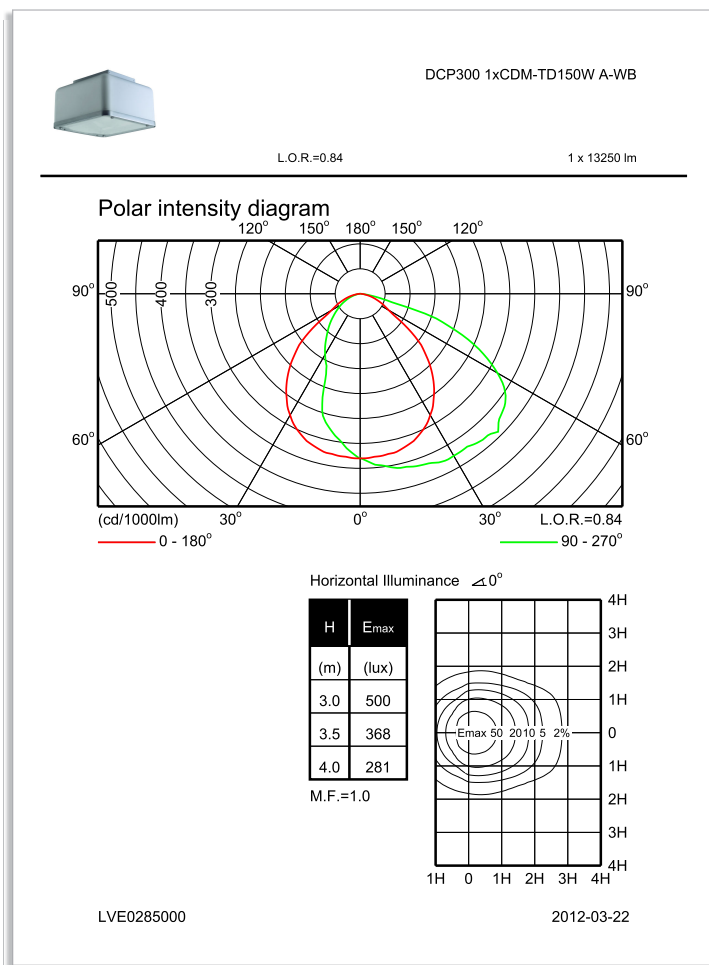 DCP300 1xCDM-TD150W A-WB
L.O.R.=0.84 1 x 13250 lm
Polar intensity diagram
120° 150° 180° 150° 120°
90° 500 400 300 90°
60° 60°
(cd/1000lm) 30° 0° 30° L.O.R.=0.84
0 - 180° 90 - 270°
Horizontal Illuminance ∡0°
H Emax
(m) (lux)
3.0 500
3.5 368
4.0 281
M.F.=1.0
4H
3H
2H
1H
Emax 50 20 10 5 2% 0
1H
2H
3H
4H
1H 0 1H 2H 3H 4H
LVE0285000 2012-03-22